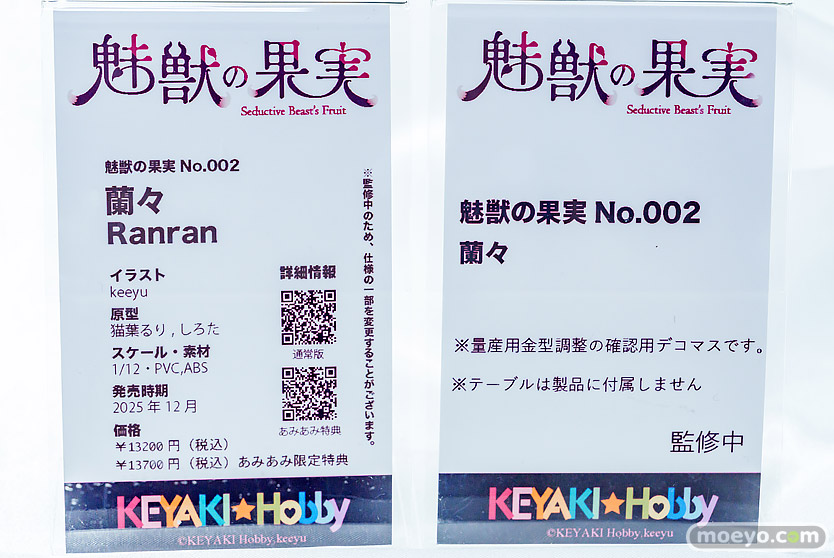 魅獣の果実
Seductive Beast's Fruit
魅獣の果実 No.002
蘭々
Ranran
イラスト
keeyu
原型
猫葉るり , しろた
スケール・素材
1/12・PVC,ABS
発売時期
2025 年 12 月
価格
￥13200 円（税込）
￥13700 円（税込）あみあみ限定特典
詳細情報
通常版
あみあみ特典
※監修中のため、仕様の一部を変更することがございます。
KEYAKI★Hobby
©KEYAKI Hobby,keeyu
魅獣の果実
Seductive Beast's Fruit
魅獣の果実 No.002
蘭々
※量産用金型調整の確認用デコマスです。
※テーブルは製品に付属しません
監修中
KEYAKI★Hobby
©KEYAKI Hobby,keeyu
moeyo.com